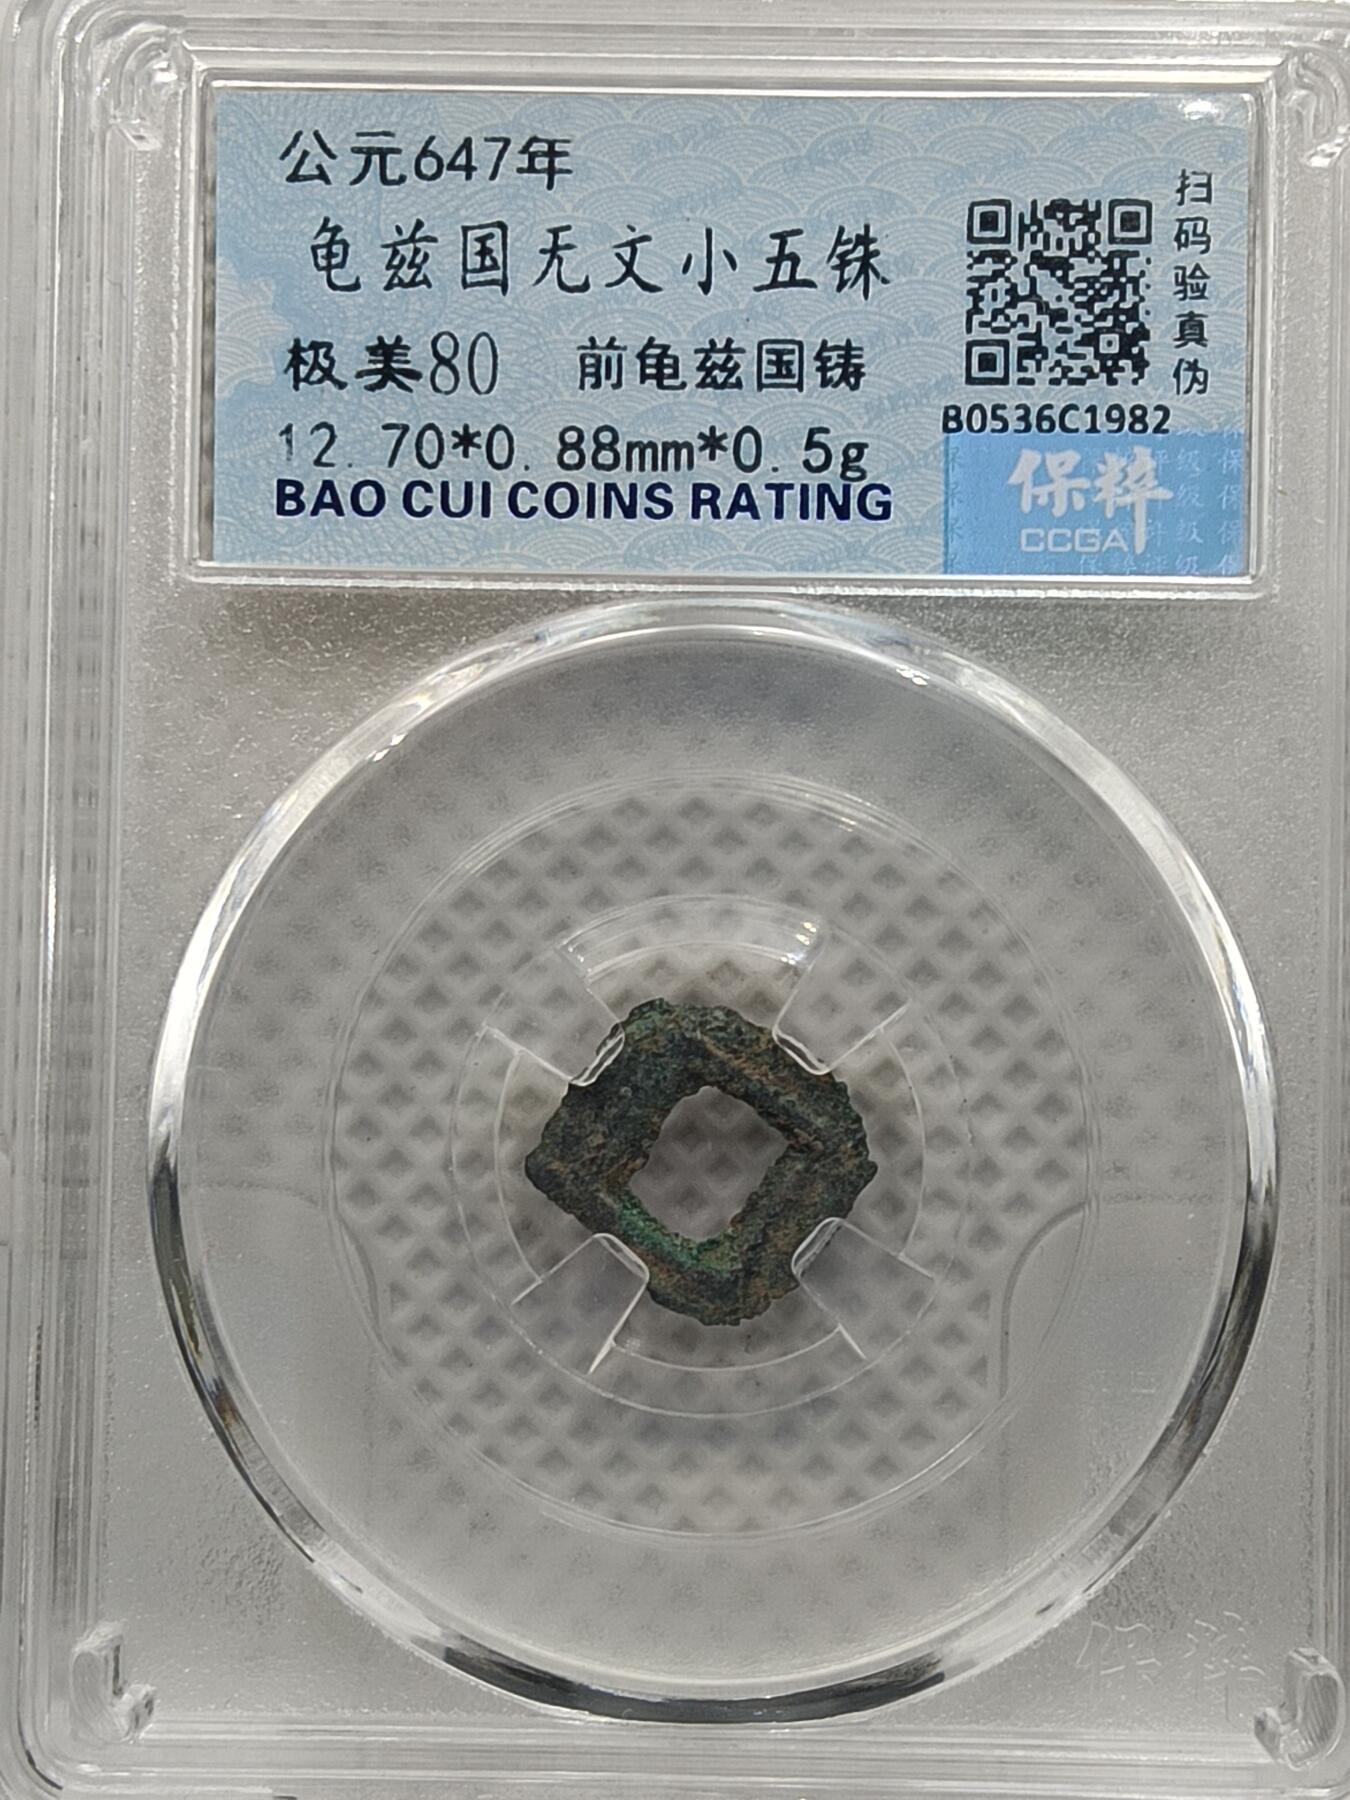 公元647年
龟兹国无文小五铢
极美80 前龟兹国铸
12.70*0.88mm*0.5g
BAO CUI COINS RATING
扫码验真伪
B0536C1982
保粹
CCGA
保粹